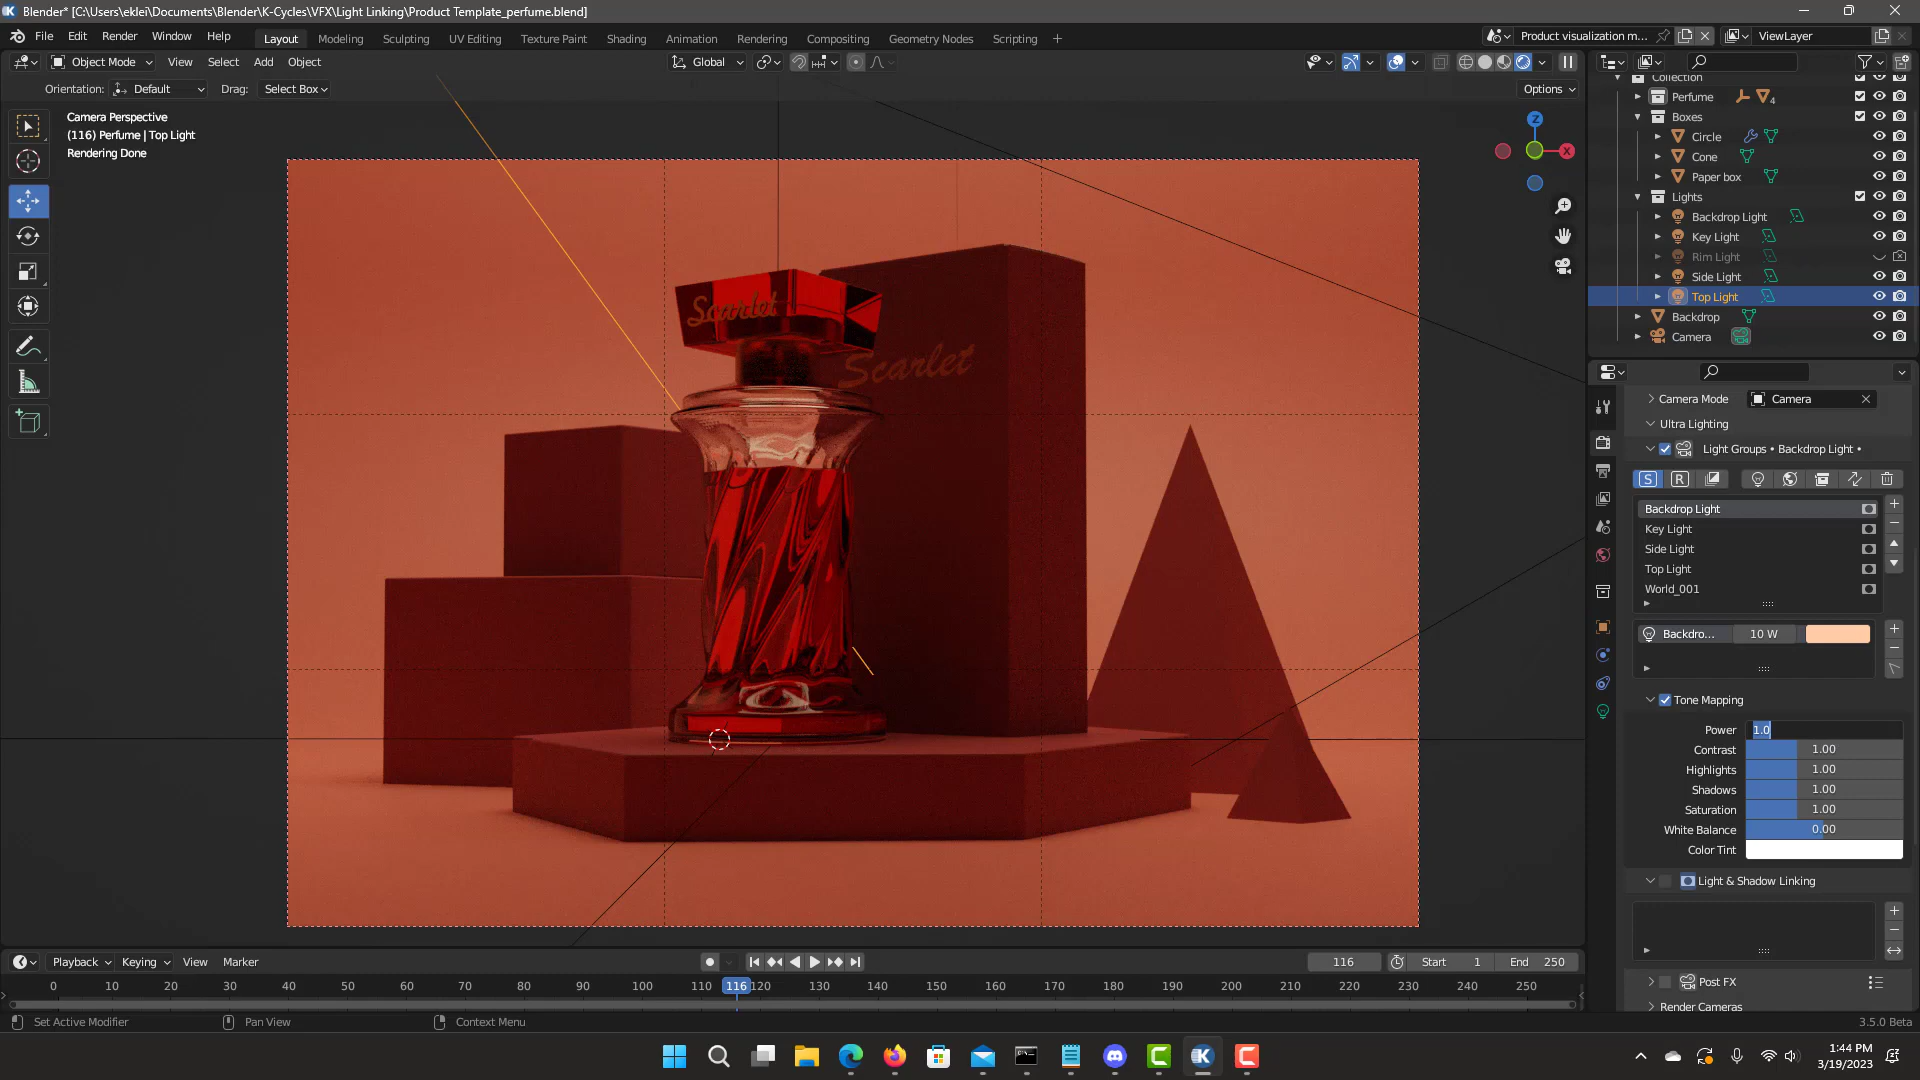 Blender* [C:\Users\eklei\Documents\Blender\K-Cycles\VFX\Light Linking\Product Template_perfume.blend]
File Edit Render Window Help Layout Modeling Sculpting UV Editing Texture Paint Shading Animation Rendering Compositing Geometry Nodes Scripting + Product visualization m... ViewLayer
Object Mode View Select Add Object Global
Orientation: Default Drag: Select Box Options
Camera Perspective
(116) Perfume | Top Light
Rendering Done
Z
X
Scarlet
Scarlet
Collection
Perfume 4
Boxes
Circle
Cone
Paper box
Lights
Backdrop Light
Key Light
Rim Light
Side Light
Top Light
Backdrop
Camera
Camera Mode Camera
Ultra Lighting
Light Groups • Backdrop Light •
S R
Backdrop Light
Key Light
Side Light
Top Light
World_001
Backdro... 10 W
Tone Mapping
Power 1.0
Contrast 1.00
Highlights 1.00
Shadows 1.00
Saturation 1.00
White Balance 0.00
Color Tint
Light & Shadow Linking
Post FX
Render Cameras
Playback Keying View Marker 116 Start 1 End 250
0 10 20 30 40 50 60 70 80 90 100 110 116 120 130 140 150 160 170 180 190 200 210 220 230 240 250
Set Active Modifier Pan View Context Menu 3.5.0 Beta
1:44 PM
3/19/2023